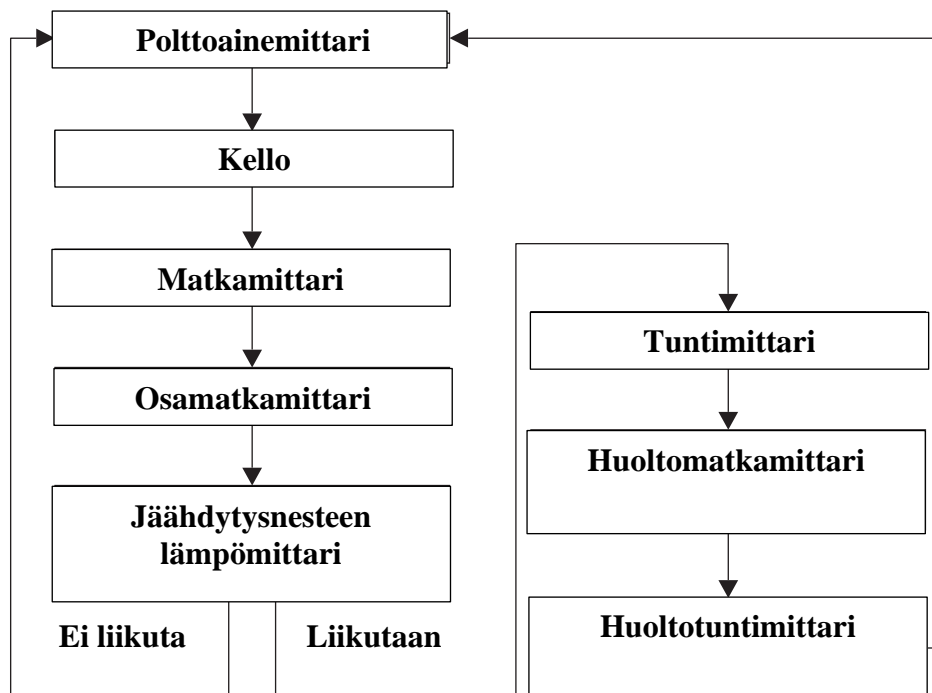 Polttoainemittari
Kello
Matkamittari
Osamatkamittari
Jäähdytysnesteen
lämpömittari
Ei liikuta
Liikutaan
Tuntimittari
Huoltomatkamittari
Huoltotuntimittari